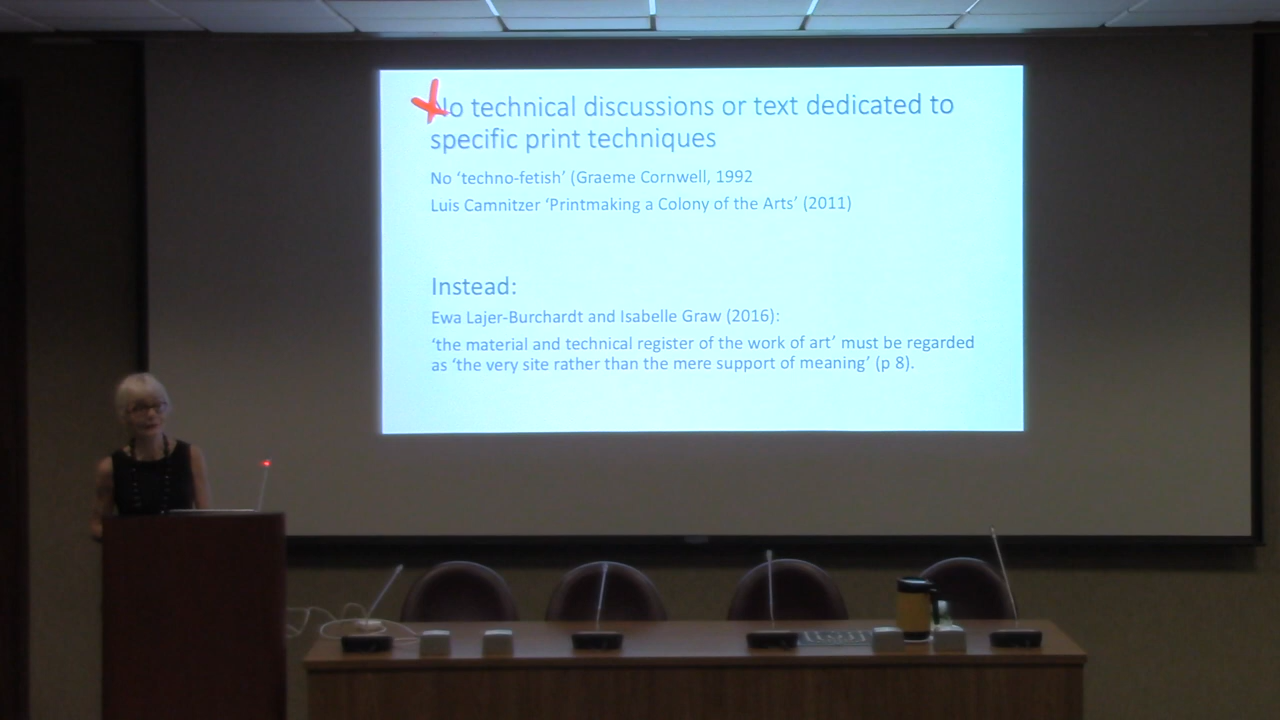 No technical discussions or text dedicated to
specific print techniques
No ‘techno-fetish’ (Graeme Cornwell, 1992
Luis Camnitzer ‘Printmaking a Colony of the Arts’ (2011)
Instead:
Ewa Lajer-Burchardt and Isabelle Graw (2016):
‘the material and technical register of the work of art’ must be regarded
as ‘the very site rather than the mere support of meaning’ (p 8).